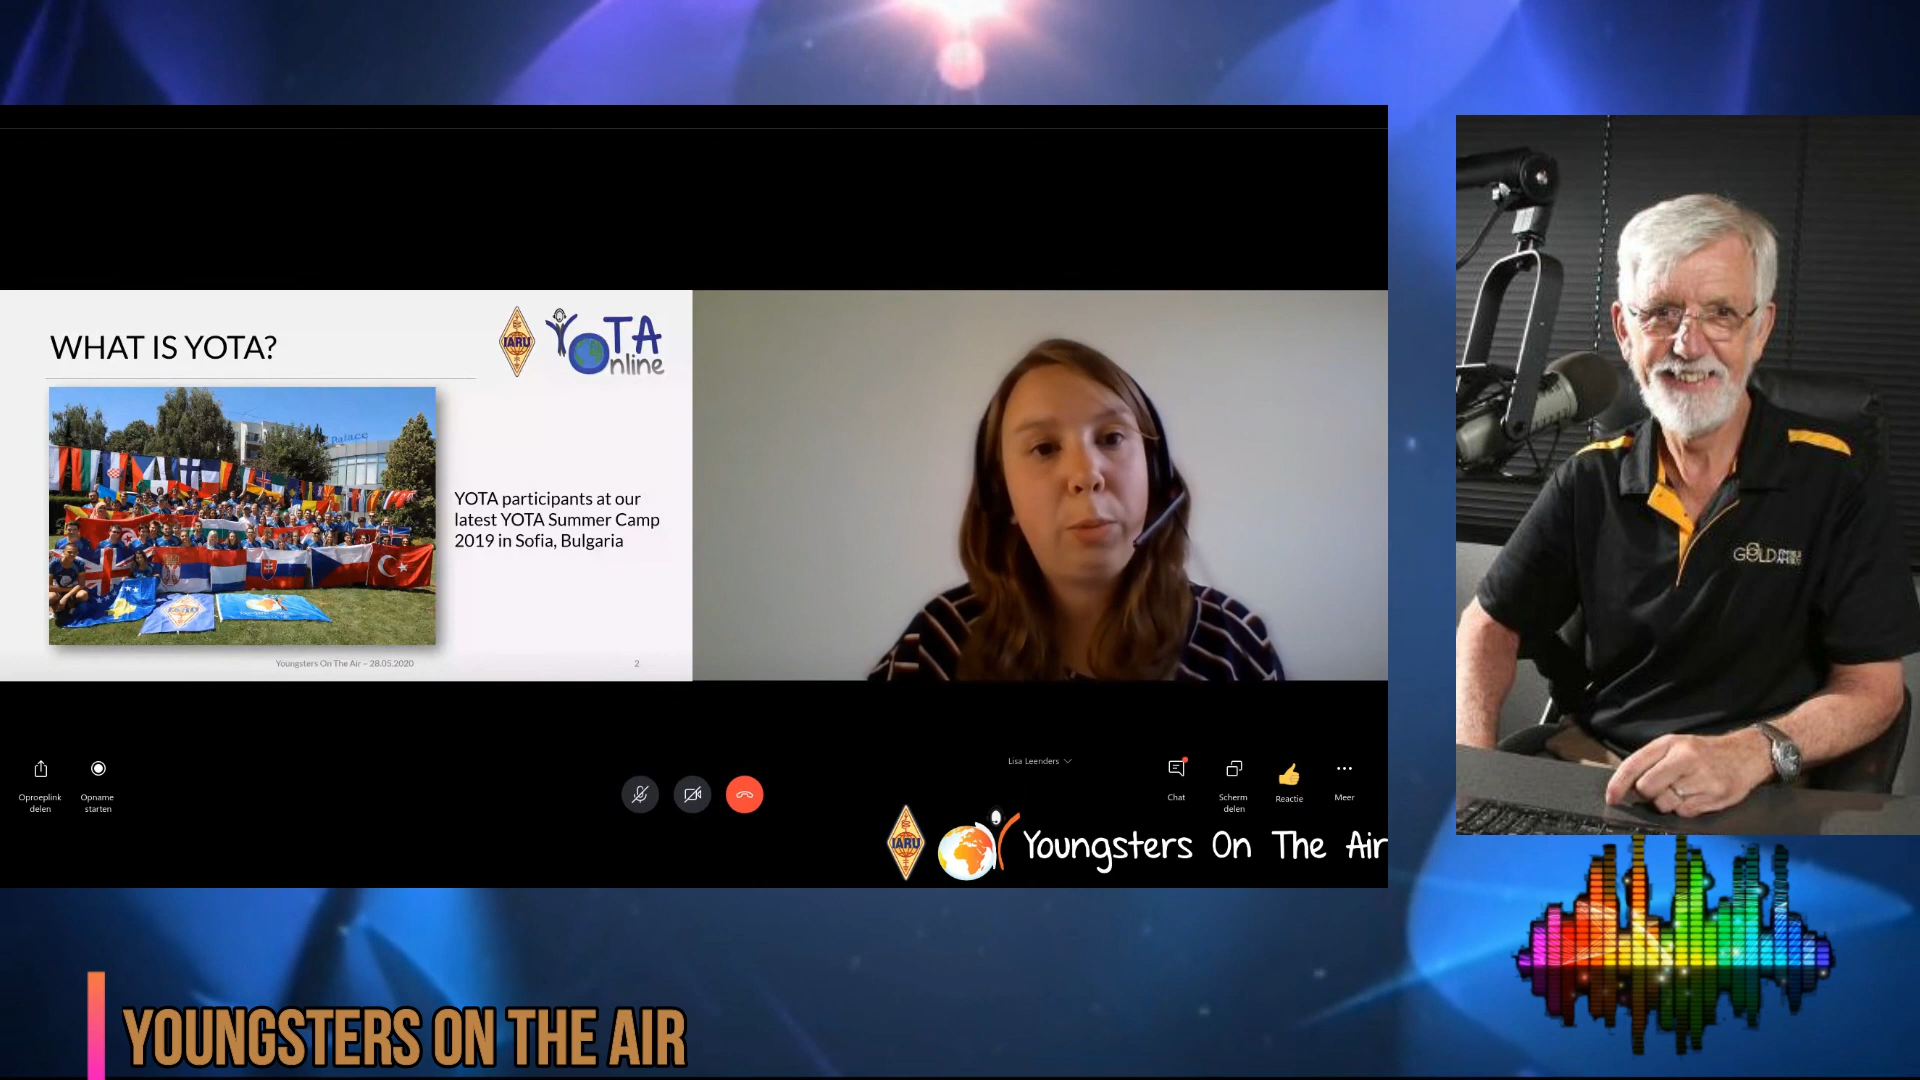 WHAT IS YOTA?
IARU
YOTA
Online
Palace
YOTA participants at our
latest YOTA Summer Camp
2019 in Sofia, Bulgaria
Youngsters On The Air – 28.05.2020
2
GOLD
Lisa Leenders
Oproeplink
delen
Opname
starten
Chat
Scherm
delen
Reactie
Meer
IARU
Youngsters On The Air
YOUNGSTERS ON THE AIR